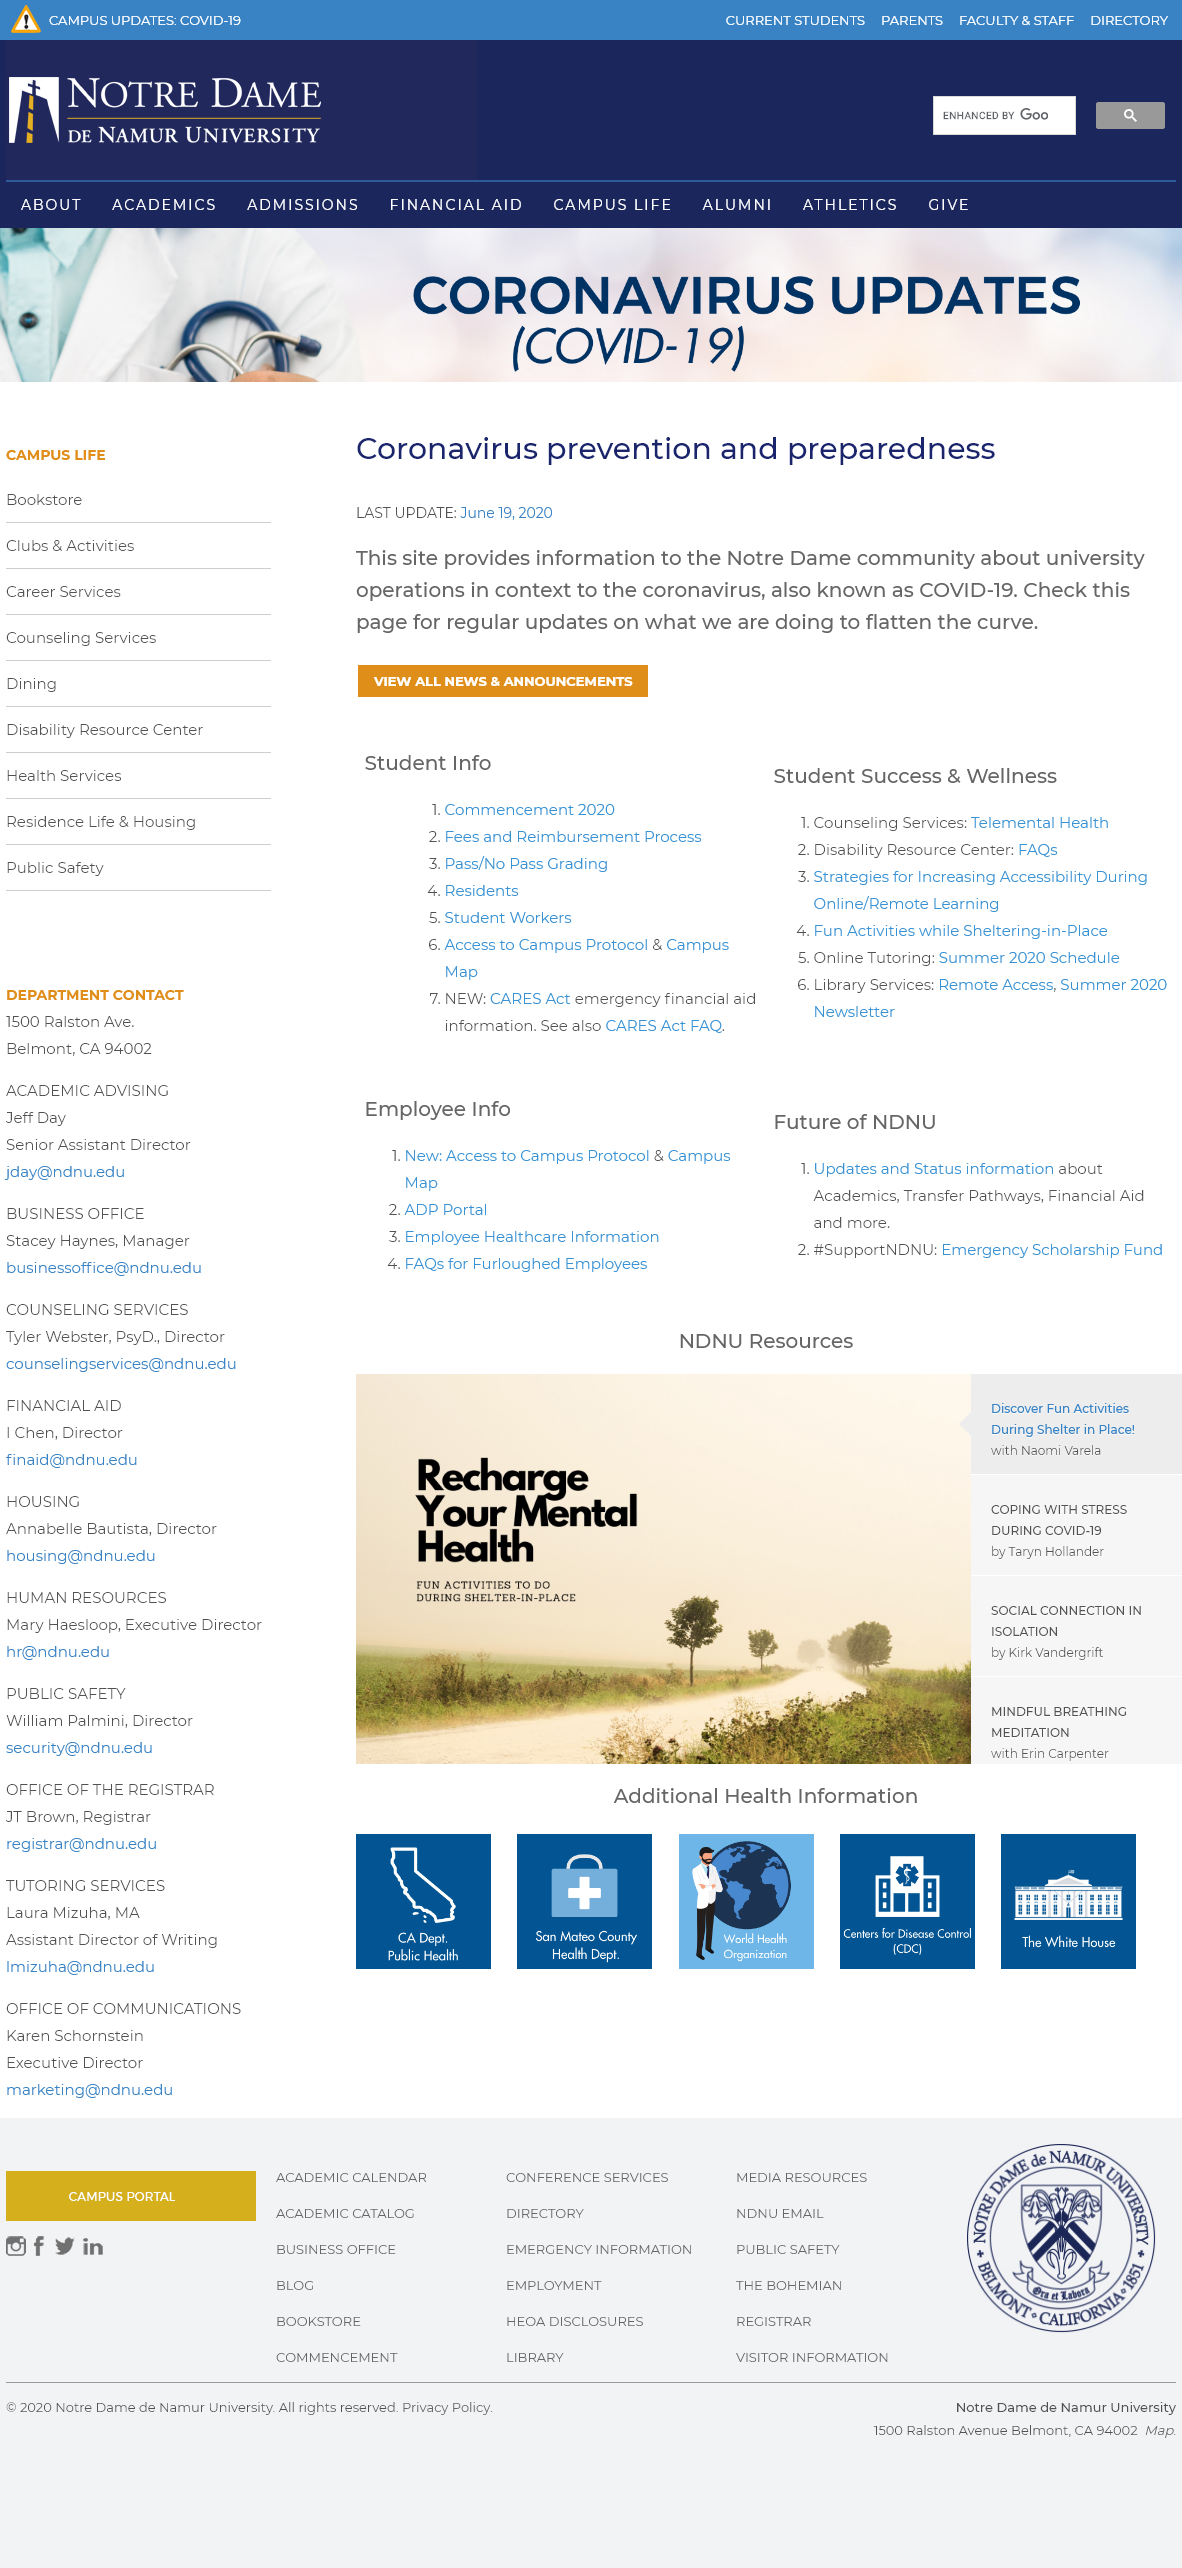 CAMPUS UPDATES: COVID-19
CURRENT STUDENTS PARENTS FACULTY & STAFF DIRECTORY
NOTRE DAME
DE NAMUR UNIVERSITY
ENHANCED BY Goo
ABOUT ACADEMICS ADMISSIONS FINANCIAL AID CAMPUS LIFE ALUMNI ATHLETICS GIVE
CORONAVIRUS UPDATES
(COVID-19)
CAMPUS LIFE
Bookstore
Clubs & Activities
Career Services
Counseling Services
Dining
Disability Resource Center
Health Services
Residence Life & Housing
Public Safety
DEPARTMENT CONTACT
1500 Ralston Ave.
Belmont, CA 94002
ACADEMIC ADVISING
Jeff Day
Senior Assistant Director
jday@ndnu.edu
BUSINESS OFFICE
Stacey Haynes, Manager
businessoffice@ndnu.edu
COUNSELING SERVICES
Tyler Webster, PsyD., Director
counselingservices@ndnu.edu
FINANCIAL AID
I Chen, Director
finaid@ndnu.edu
HOUSING
Annabelle Bautista, Director
housing@ndnu.edu
HUMAN RESOURCES
Mary Haesloop, Executive Director
hr@ndnu.edu
PUBLIC SAFETY
William Palmini, Director
security@ndnu.edu
OFFICE OF THE REGISTRAR
JT Brown, Registrar
registrar@ndnu.edu
TUTORING SERVICES
Laura Mizuha, MA
Assistant Director of Writing
lmizuha@ndnu.edu
OFFICE OF COMMUNICATIONS
Karen Schornstein
Executive Director
marketing@ndnu.edu
Coronavirus prevention and preparedness
LAST UPDATE: June 19, 2020
This site provides information to the Notre Dame community about university
operations in context to the coronavirus, also known as COVID-19. Check this
page for regular updates on what we are doing to flatten the curve.
VIEW ALL NEWS & ANNOUNCEMENTS
Student Info
1. Commencement 2020
2. Fees and Reimbursement Process
3. Pass/No Pass Grading
4. Residents
5. Student Workers
6. Access to Campus Protocol & Campus
Map
7. NEW: CARES Act emergency financial aid
information. See also CARES Act FAQ.
Student Success & Wellness
1. Counseling Services: Telemental Health
2. Disability Resource Center: FAQs
3. Strategies for Increasing Accessibility During
Online/Remote Learning
4. Fun Activities while Sheltering-in-Place
5. Online Tutoring: Summer 2020 Schedule
6. Library Services: Remote Access, Summer 2020
Newsletter
Employee Info
1. New: Access to Campus Protocol & Campus
Map
2. ADP Portal
3. Employee Healthcare Information
4. FAQs for Furloughed Employees
Future of NDNU
1. Updates and Status information about
Academics, Transfer Pathways, Financial Aid
and more.
2. #SupportNDNU: Emergency Scholarship Fund
NDNU Resources
Recharge
Your Mental
Health
FUN ACTIVITIES TO DO
DURING SHELTER-IN-PLACE
Discover Fun Activities
During Shelter in Place!
with Naomi Varela
COPING WITH STRESS
DURING COVID-19
by Taryn Hollander
SOCIAL CONNECTION IN
ISOLATION
by Kirk Vandergrift
MINDFUL BREATHING
MEDITATION
with Erin Carpenter
Additional Health Information
CA Dept.
Public Health
San Mateo County
Health Dept.
World Health
Organization
Centers for Disease Control
(CDC)
The White House
CAMPUS PORTAL
ACADEMIC CALENDAR
ACADEMIC CATALOG
BUSINESS OFFICE
BLOG
BOOKSTORE
COMMENCEMENT
CONFERENCE SERVICES
DIRECTORY
EMERGENCY INFORMATION
EMPLOYMENT
HEOA DISCLOSURES
LIBRARY
MEDIA RESOURCES
NDNU EMAIL
PUBLIC SAFETY
THE BOHEMIAN
REGISTRAR
VISITOR INFORMATION
NOTRE DAME de NAMUR UNIVERSITY
BELMONT, CALIFORNIA 1851
Ora et Labora
© 2020 Notre Dame de Namur University. All rights reserved. Privacy Policy.
Notre Dame de Namur University
1500 Ralston Avenue Belmont, CA 94002 Map.